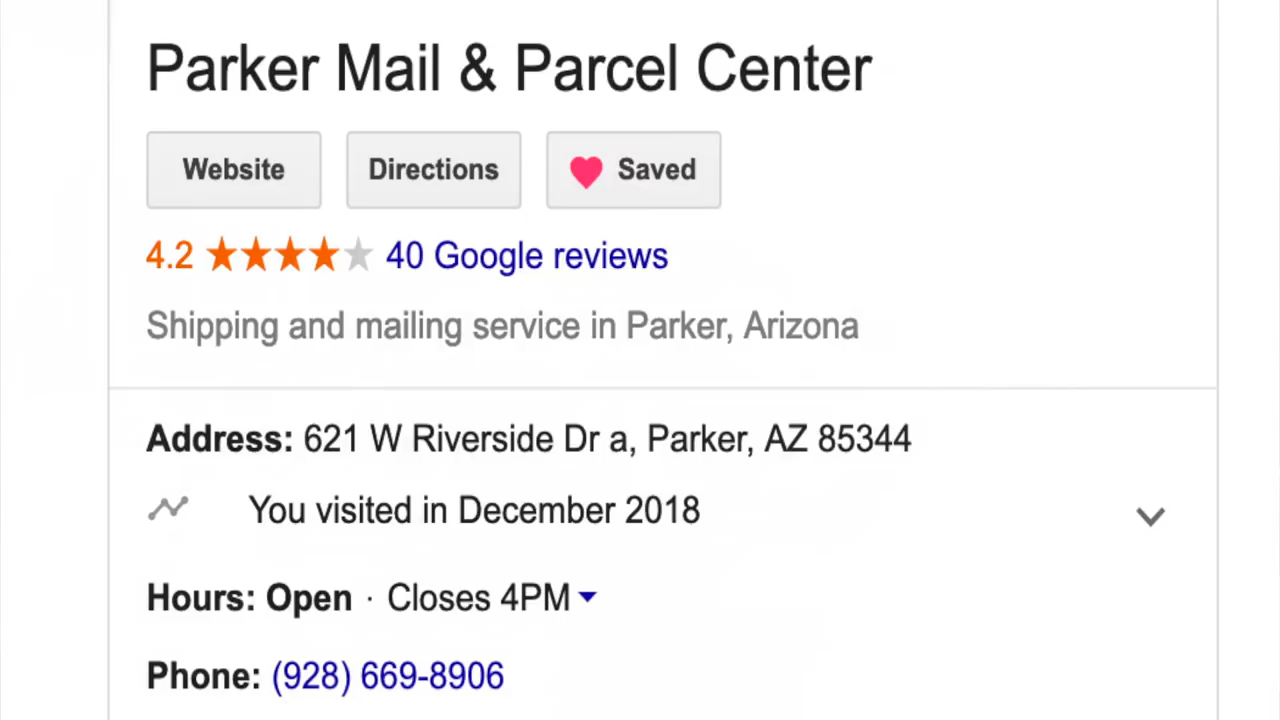 Parker Mail & Parcel Center
Website Directions Saved
4.2 40 Google reviews
Shipping and mailing service in Parker, Arizona
Address: 621 W Riverside Dr a, Parker, AZ 85344
You visited in December 2018
Hours: Open · Closes 4PM
Phone: (928) 669-8906